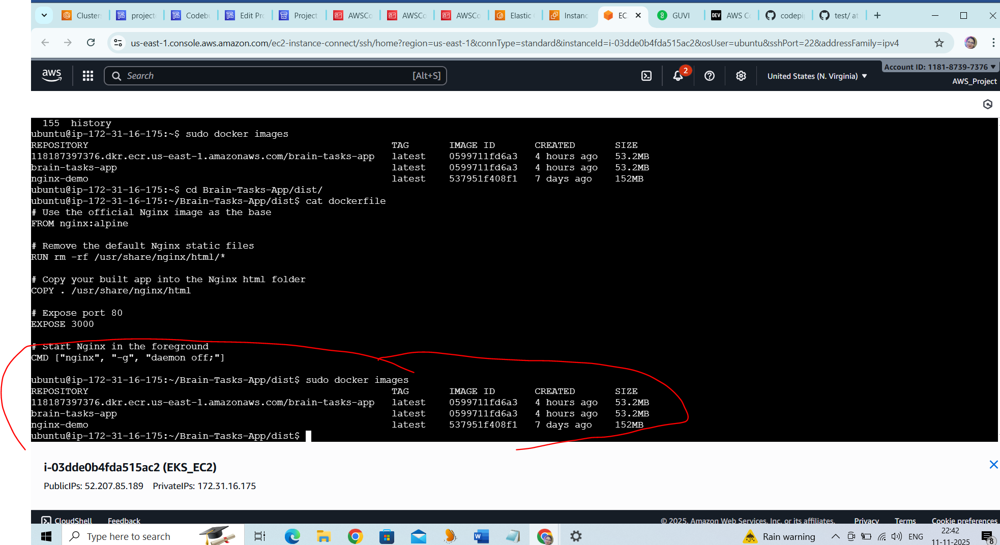 Cluster
project
Codebu
Edit Pr
Project
AWSCo
AWSCo
AWSCo
Elastic
Instanc
EC
GUVI
DEV
AWS C
codepi
test/ at
us-east-1.console.aws.amazon.com/ec2-instance-connect/ssh/home?region=us-east-1&connType=standard&instanceId=i-03dde0b4fda515ac2&osUser=ubuntu&sshPort=22&addressFamily=ipv4
aws
Search
[Alt+S]
2
United States (N. Virginia)
Account ID: 1181-8739-7376
AWS_Project
155 history
ubuntu@ip-172-31-16-175:~$ sudo docker images
REPOSITORY TAG IMAGE ID CREATED SIZE
118187397376.dkr.ecr.us-east-1.amazonaws.com/brain-tasks-app latest 0599711fd6a3 4 hours ago 53.2MB
brain-tasks-app latest 0599711fd6a3 4 hours ago 53.2MB
nginx-demo latest 537951f408f1 7 days ago 152MB
ubuntu@ip-172-31-16-175:~$ cd Brain-Tasks-App/dist/
ubuntu@ip-172-31-16-175:~/Brain-Tasks-App/dist$ cat dockerfile
# Use the official Nginx image as the base
FROM nginx:alpine
# Remove the default Nginx static files
RUN rm -rf /usr/share/nginx/html/*
# Copy your built app into the Nginx html folder
COPY . /usr/share/nginx/html
# Expose port 80
EXPOSE 3000
# Start Nginx in the foreground
CMD ["nginx", "-g", "daemon off;"]
ubuntu@ip-172-31-16-175:~/Brain-Tasks-App/dist$ sudo docker images
REPOSITORY TAG IMAGE ID CREATED SIZE
118187397376.dkr.ecr.us-east-1.amazonaws.com/brain-tasks-app latest 0599711fd6a3 4 hours ago 53.2MB
brain-tasks-app latest 0599711fd6a3 4 hours ago 53.2MB
nginx-demo latest 537951f408f1 7 days ago 152MB
ubuntu@ip-172-31-16-175:~/Brain-Tasks-App/dist$
i-03dde0b4fda515ac2 (EKS_EC2)
PublicIPs: 52.207.85.189 PrivateIPs: 172.31.16.175
CloudShell Feedback
© 2025, Amazon Web Services, Inc. or its affiliates. Privacy Terms Cookie preferences
Type here to search
Rain warning
ENG
22:42
11-11-2025
8